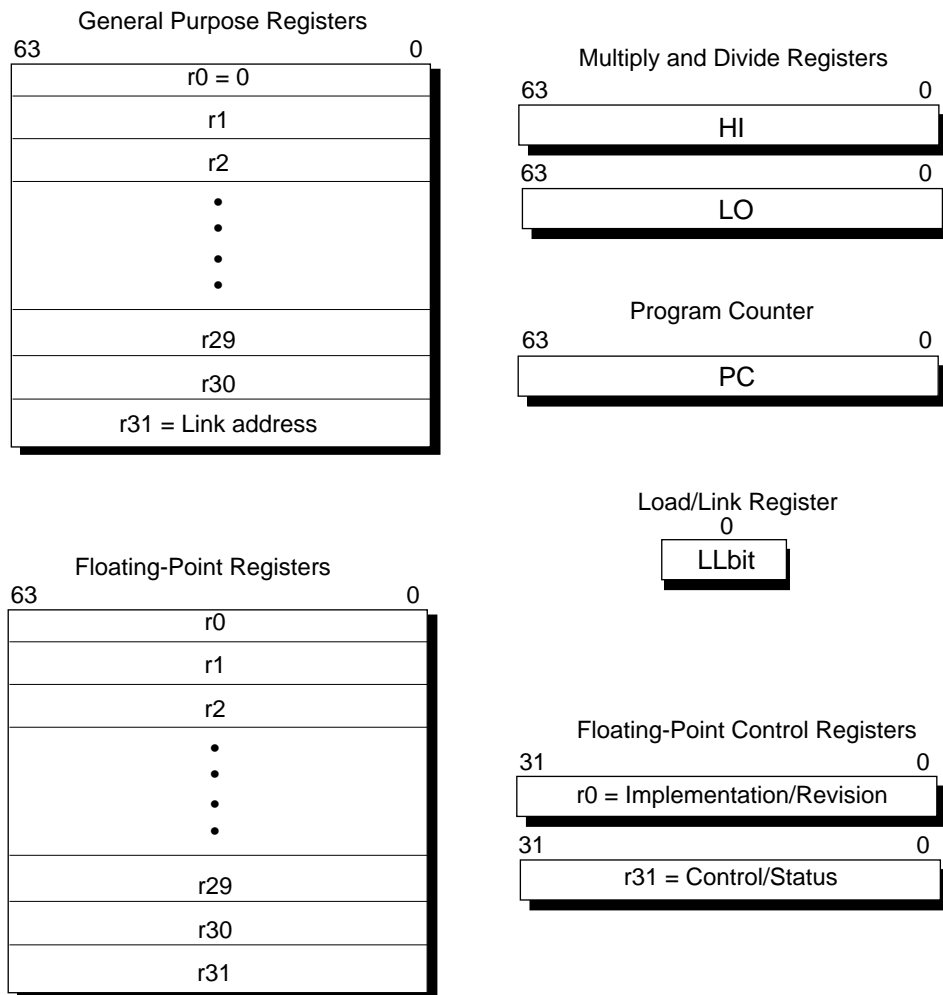 General Purpose Registers
63 0
r0 = 0
r1
r2
r29
r30
r31 = Link address
Multiply and Divide Registers
63 0
HI
63 0
LO
Program Counter
63 0
PC
Load/Link Register
0
LLbit
Floating-Point Registers
63 0
r0
r1
r2
r29
r30
r31
Floating-Point Control Registers
31 0
r0 = Implementation/Revision
31 0
r31 = Control/Status